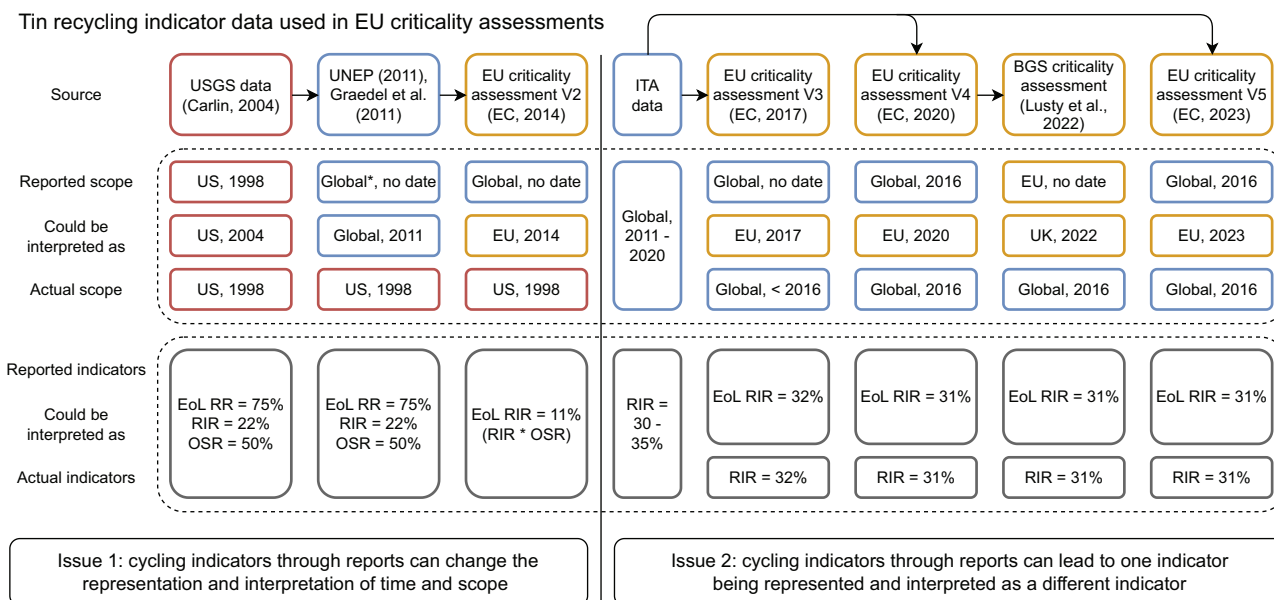 Tin recycling indicator data used in EU criticality assessments
Source
USGS data
(Carlin, 2004)
UNEP (2011),
Graedel et al.
(2011)
EU criticality
assessment V2
(EC, 2014)
ITA
data
EU criticality
assessment V3
(EC, 2017)
EU criticality
assessment V4
(EC, 2020)
BGS criticality
assessment
(Lusty et al.,
2022)
EU criticality
assessment V5
(EC, 2023)
Reported scope
US, 1998
Global*, no date
Global, no date
Global,
2011 -
2020
Global, no date
Global, 2016
EU, no date
Global, 2016
Could be
interpreted as
US, 2004
Global, 2011
EU, 2014
EU, 2017
EU, 2020
UK, 2022
EU, 2023
Actual scope
US, 1998
US, 1998
US, 1998
Global, < 2016
Global, 2016
Global, 2016
Global, 2016
Reported indicators
Could be
interpreted as
Actual indicators
EoL RR = 75%
RIR = 22%
OSR = 50%
EoL RR = 75%
RIR = 22%
OSR = 50%
EoL RIR = 11%
(RIR * OSR)
RIR =
30 -
35%
EoL RIR = 32%
EoL RIR = 31%
EoL RIR = 31%
EoL RIR = 31%
RIR = 32%
RIR = 31%
RIR = 31%
RIR = 31%
Issue 1: cycling indicators through reports can change the
representation and interpretation of time and scope
Issue 2: cycling indicators through reports can lead to one indicator
being represented and interpreted as a different indicator